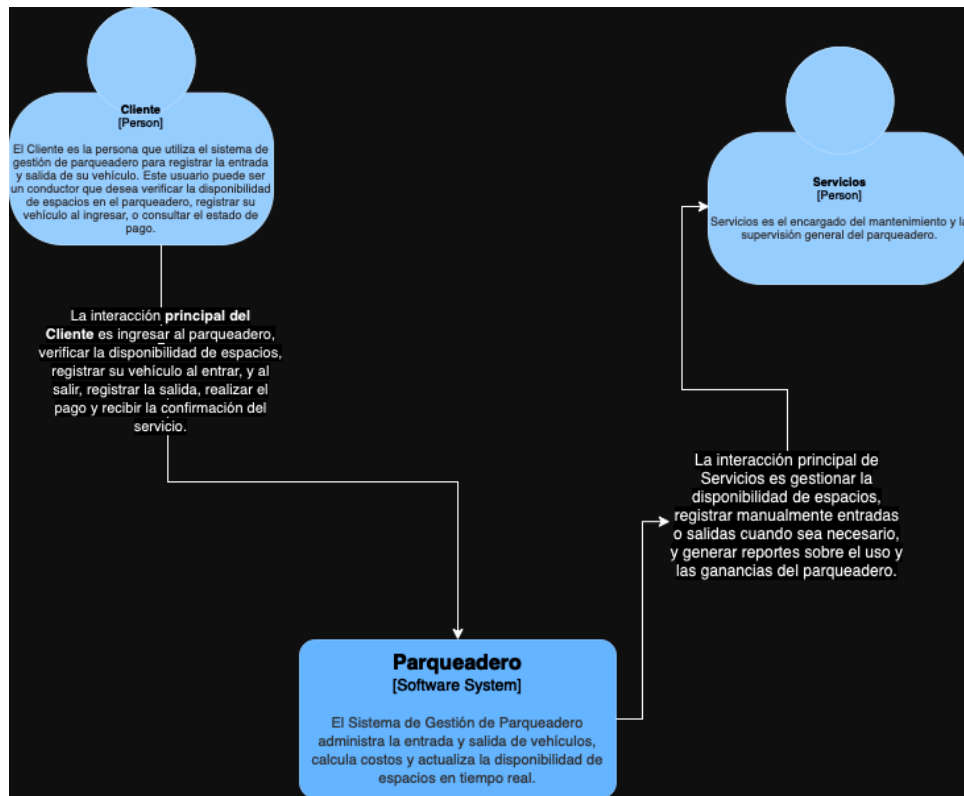 Cliente
[Person]
El Cliente es la persona que utiliza el sistema de
gestión de parqueadero para registrar la entrada
y salida de su vehículo. Este usuario puede ser
un conductor que desea verificar la disponibilidad
de espacios en el parqueadero, registrar su
vehículo al ingresar, o consultar el estado de
pago.
Servicios
[Person]
Servicios es el encargado del mantenimiento y la
supervisión general del parqueadero.
La interacción principal del
Cliente es ingresar al parqueadero,
verificar la disponibilidad de espacios,
registrar su vehículo al entrar, y al
salir, registrar la salida, realizar el
pago y recibir la confirmación del
servicio.
La interacción principal de
Servicios es gestionar la
disponibilidad de espacios,
registrar manualmente entradas
o salidas cuando sea necesario,
y generar reportes sobre el uso y
las ganancias del parqueadero.
Parqueadero
[Software System]
El Sistema de Gestión de Parqueadero
administra la entrada y salida de vehículos,
calcula costos y actualiza la disponibilidad de
espacios en tiempo real.